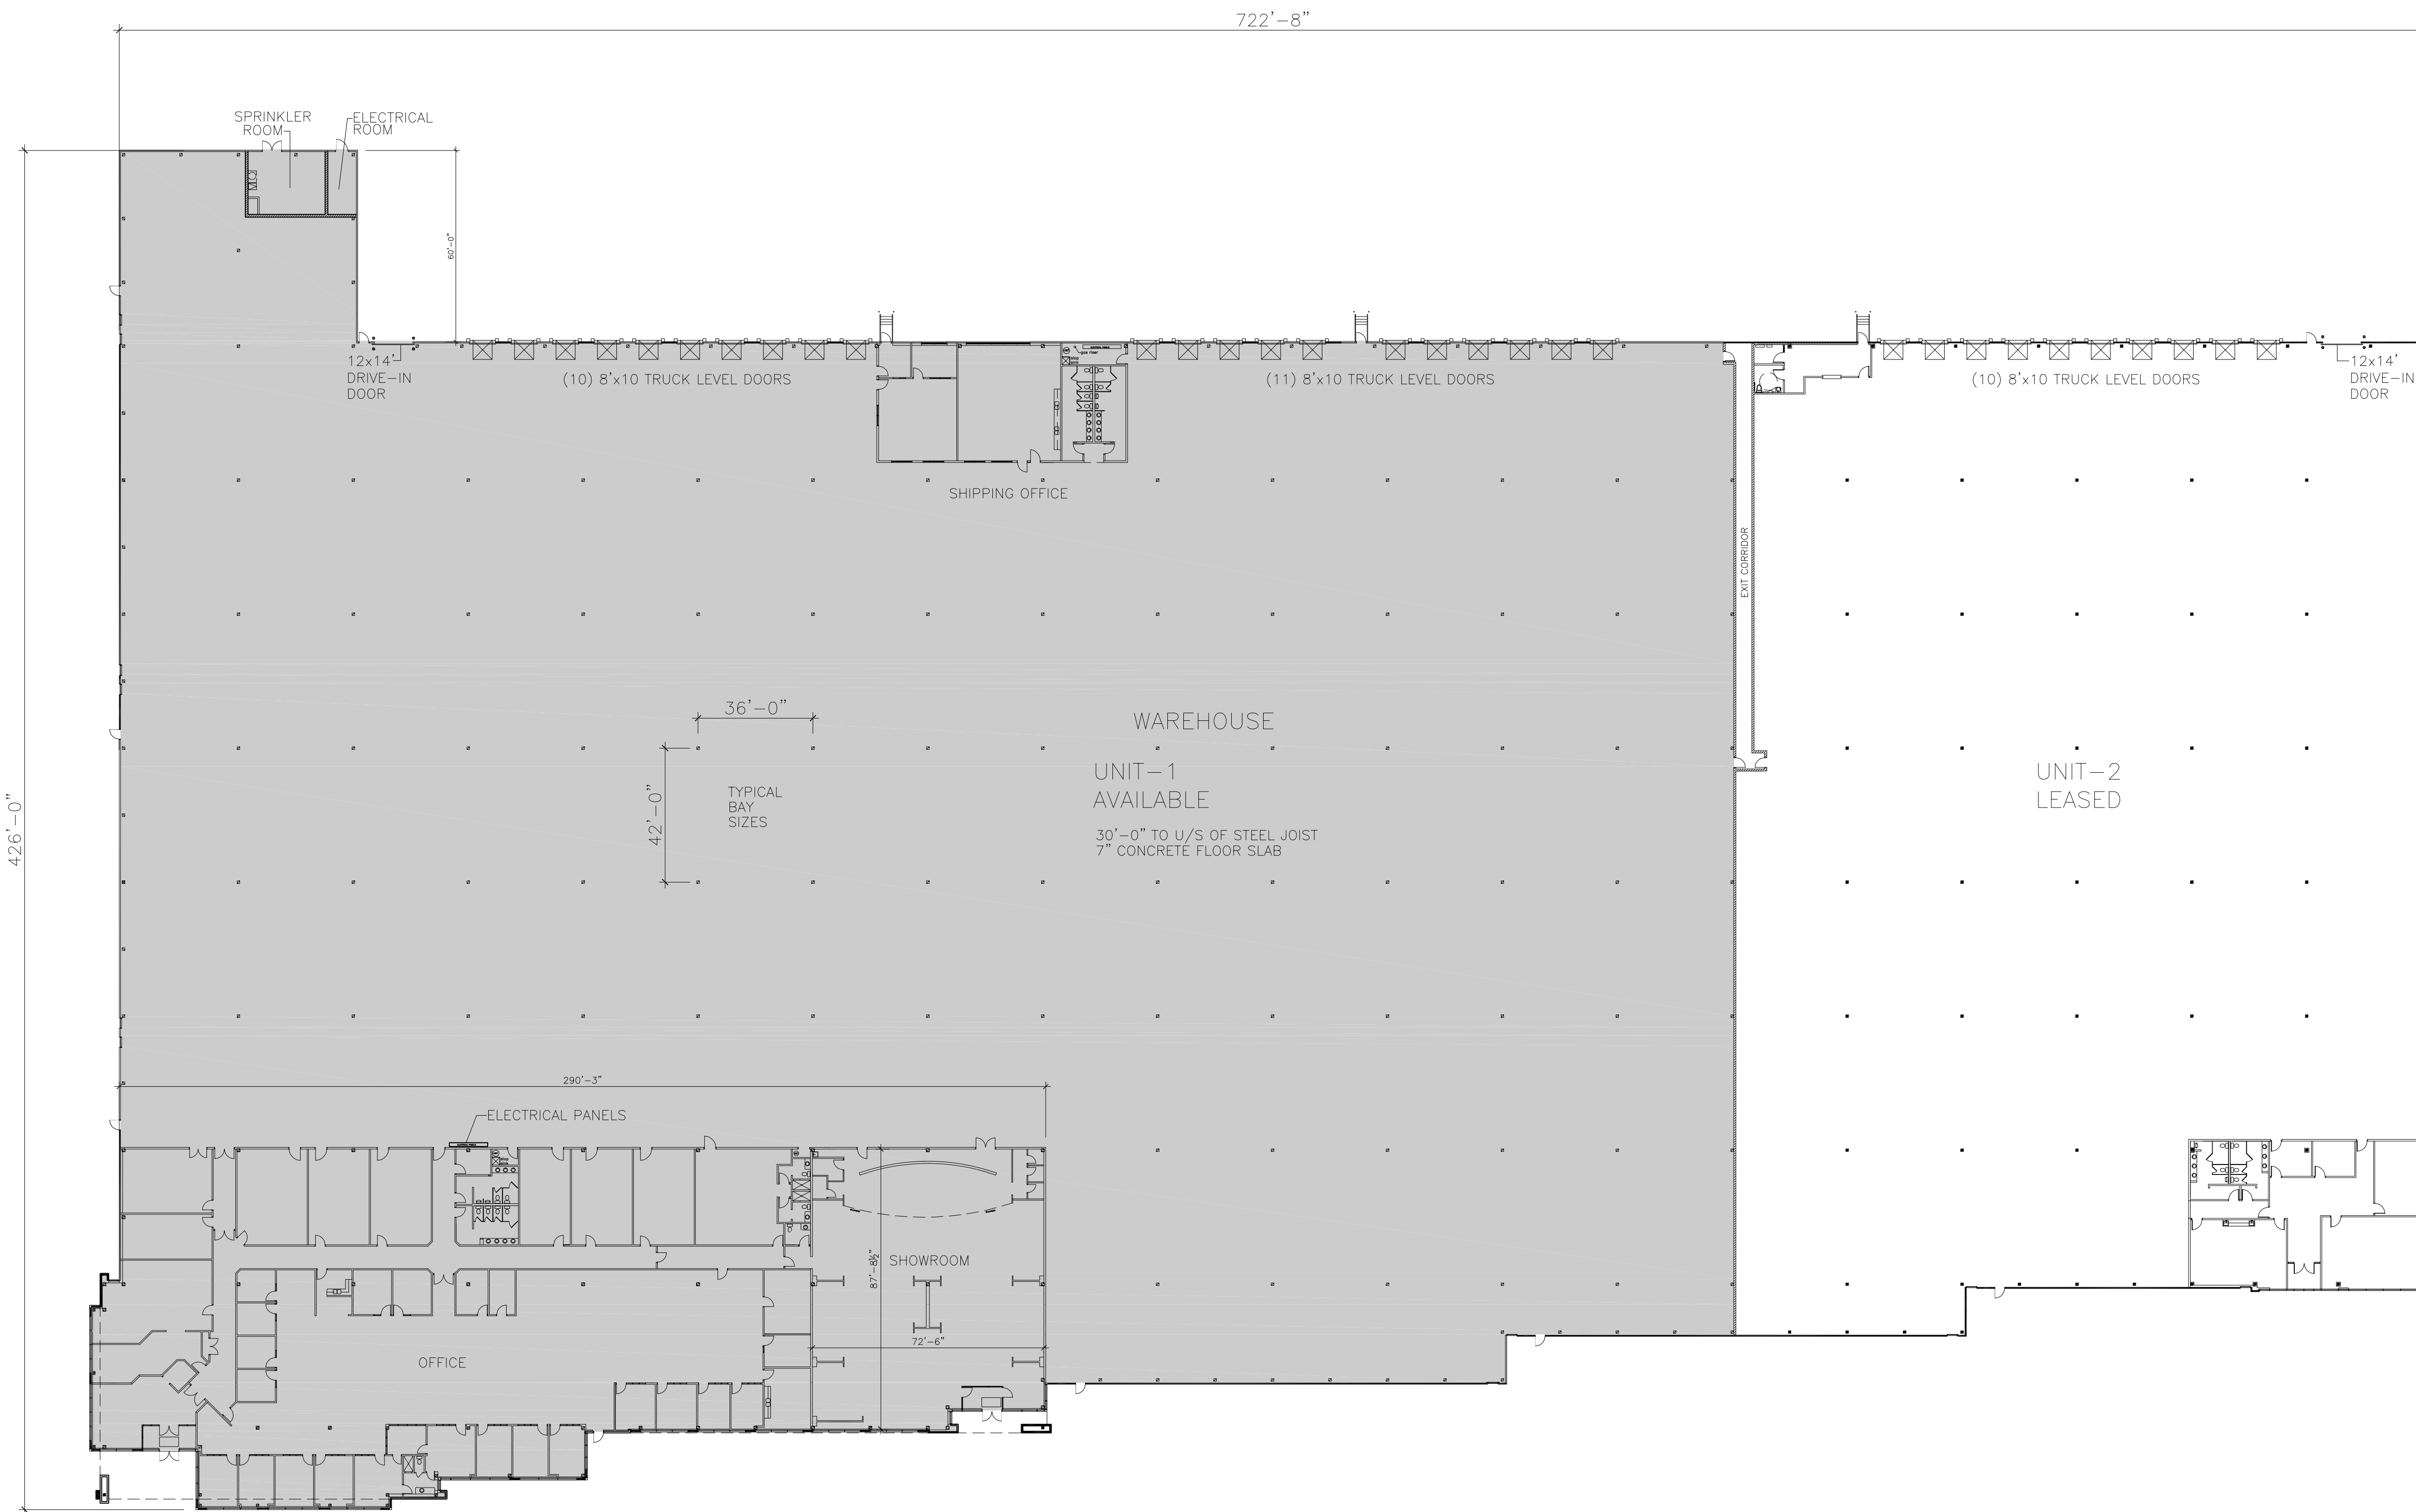 722'-8"
SPRINKLER
ROOM
ELECTRICAL
ROOM
60'-0"
12x14'
DRIVE-IN
DOOR
(10) 8'x10 TRUCK LEVEL DOORS
gas riser
(11) 8'x10 TRUCK LEVEL DOORS
(10) 8'x10 TRUCK LEVEL DOORS
12x14'
DRIVE-IN
DOOR
SHIPPING OFFICE
EXIT CORRIDOR
36'-0"
WAREHOUSE
42'-0"
TYPICAL
BAY
SIZES
UNIT-1
AVAILABLE
30'-0" TO U/S OF STEEL JOIST
7" CONCRETE FLOOR SLAB
UNIT-2
LEASED
426'-0"
290'-3"
ELECTRICAL PANELS
SHOWROOM
87'-8½"
72'-6"
OFFICE